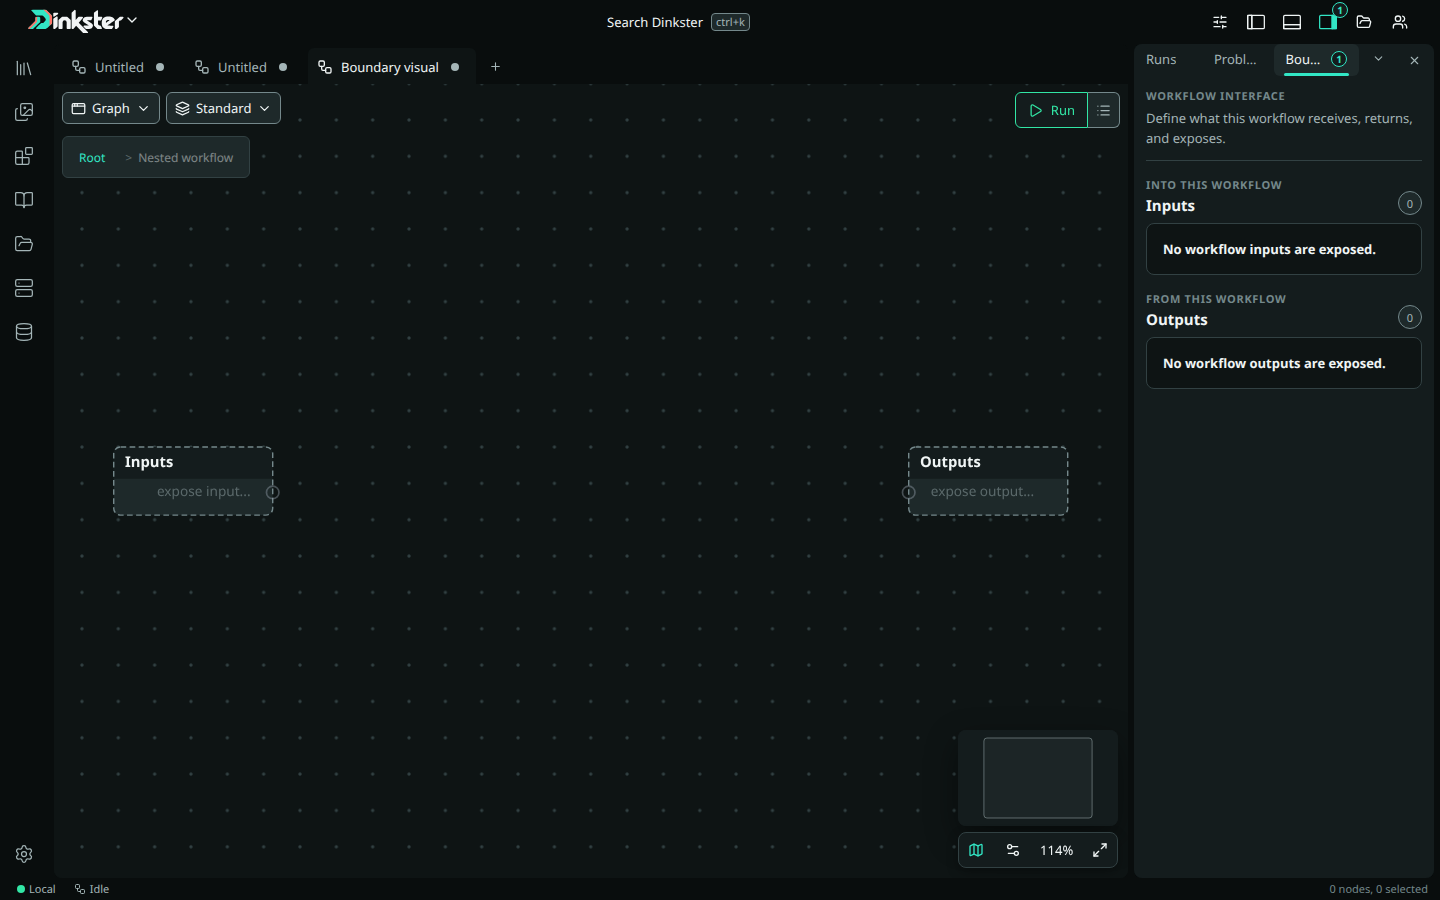 Dinkster
Search Dinkster ctrl+k
1
Untitled
Untitled
Boundary visual
Runs
Probl...
Bou... 1
Graph
Standard
Run
Root > Nested workflow
WORKFLOW INTERFACE
Define what this workflow receives, returns,
and exposes.
INTO THIS WORKFLOW
Inputs
0
No workflow inputs are exposed.
FROM THIS WORKFLOW
Outputs
0
No workflow outputs are exposed.
Inputs
expose input...
Outputs
expose output...
114%
Local
Idle
0 nodes, 0 selected